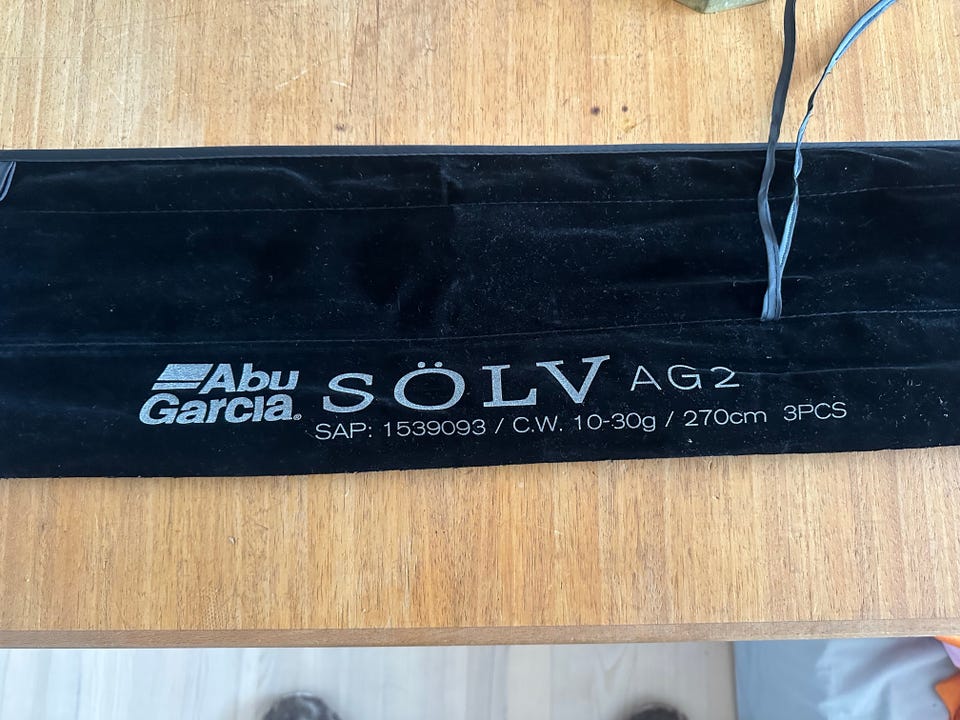 Abu
Garcia® SÖLV AG2
SAP: 1539093 / C.W. 10-30g / 270cm 3PCS